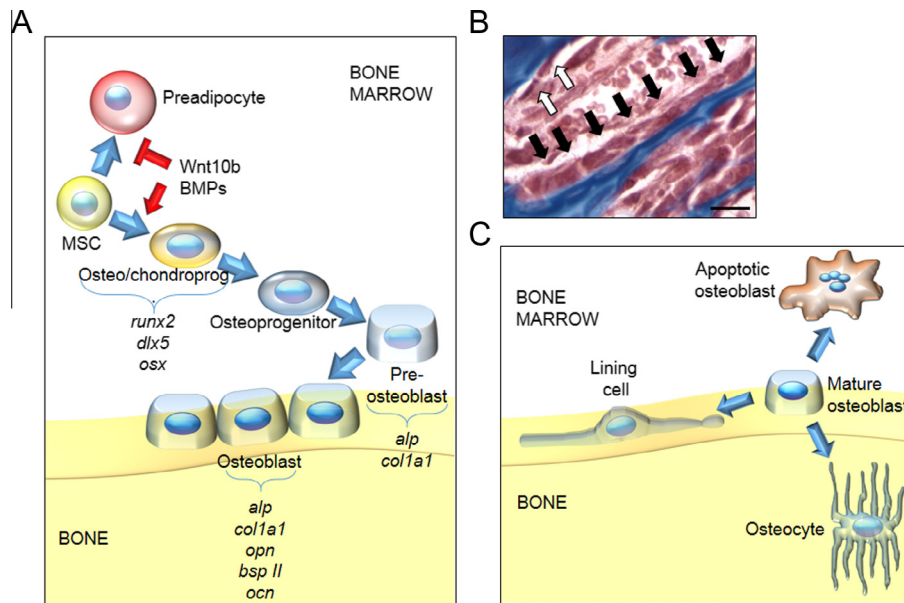 A
BONE
MARROW
Preadipocyte
Wnt10b
BMPs
MSC
Osteo/chondroprog
runx2
dlx5
osx
Osteoprogenitor
Pre-
osteoblast
alp
col1a1
Osteoblast
alp
col1a1
opn
bsp II
ocn
BONE
B
C
Apoptotic
osteoblast
BONE
MARROW
Lining
cell
Mature
osteoblast
BONE
Osteocyte